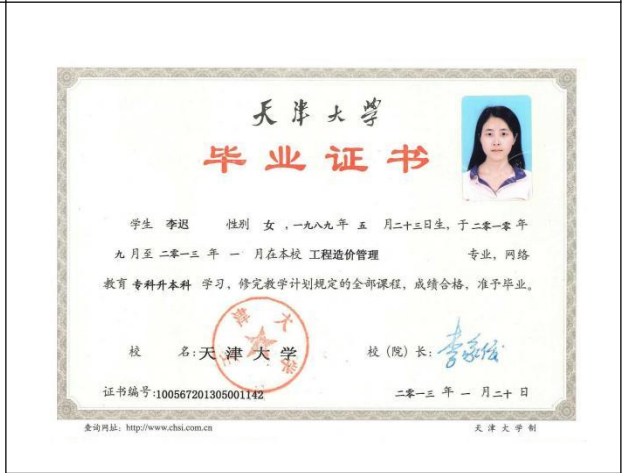 天津大学
毕业证书
学生 李迟 性别 女 ,一九八九年 五 月二十三日生, 于二零一零 年
九 月至 二零一三 年 一 月在本校 工程造价管理 专业, 网络
教育 专科升本科 学习, 修完教学计划规定的全部课程, 成绩合格, 准予毕业。
校 名:天 津 大 学 校 (院) 长:
证书编号:100567201305001142 二零一三 年 一 月二十 日
查询网址: http://www.chsi.com.cn 天津大学制